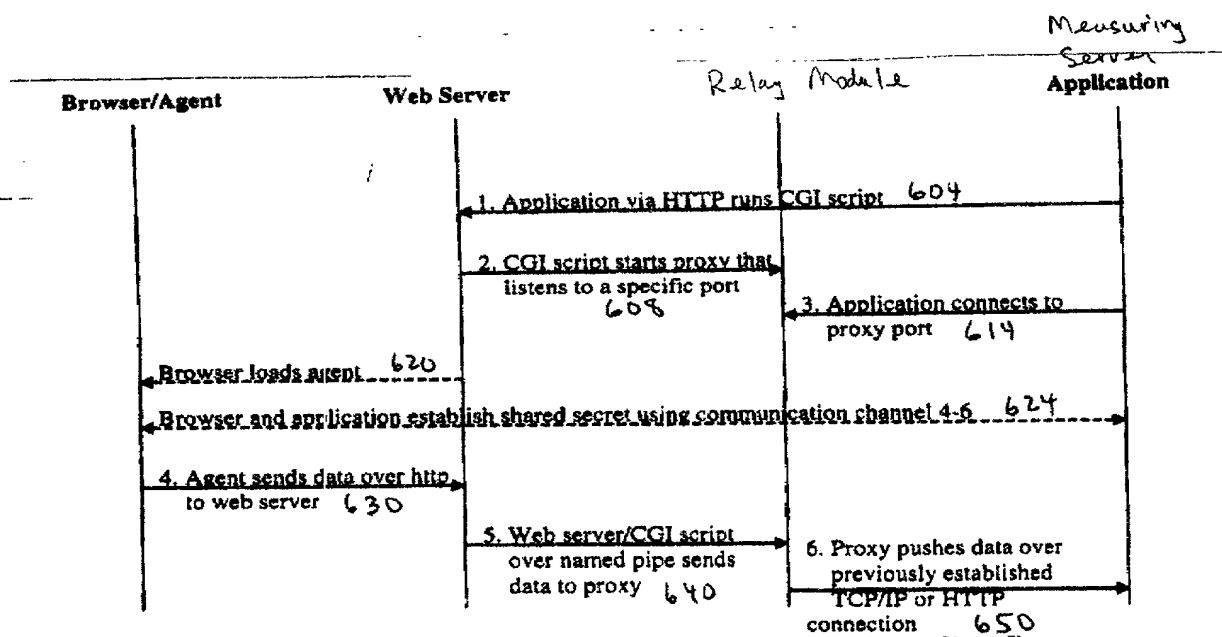 Measuring
Server
Browser/Agent
Web Server
Relay Module
Application
1. Application via HTTP runs CGI script 604
2. CGI script starts proxy that
listens to a specific port
608
3. Application connects to
proxy port 614
Browser loads agent 620
Browser and application establish shared secret using communication channel 4-6 624
4. Agent sends data over http
to web server 630
5. Web server/CGI script
over named pipe sends
data to proxy 640
6. Proxy pushes data over
previously established
TCP/IP or HTTP
connection 650